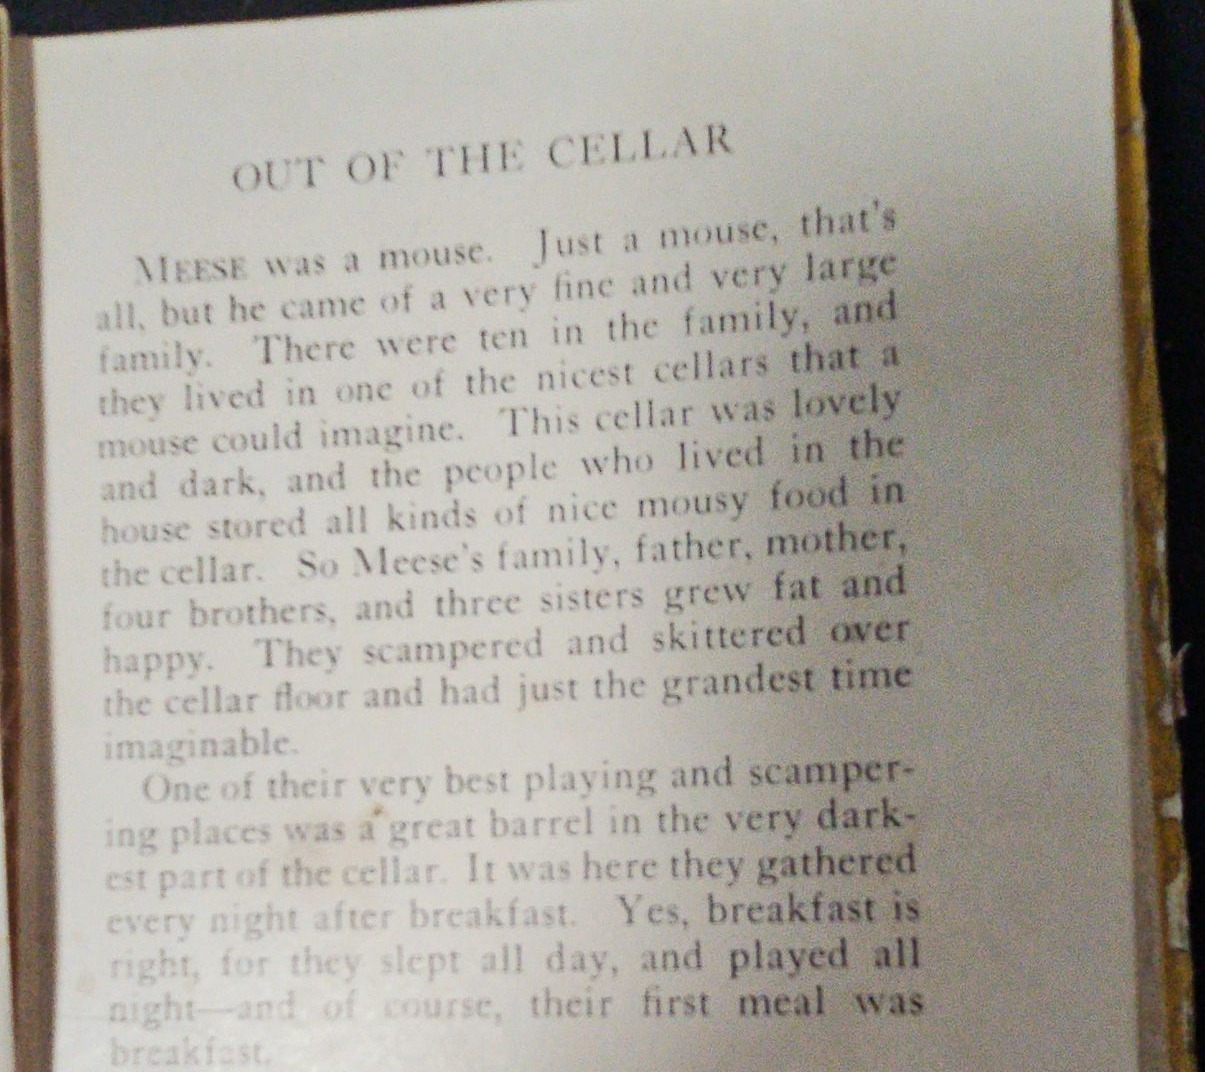 OUT OF THE CELLAR
MEESE was a mouse. Just a mouse, that's
all, but he came of a very fine and very large
family. There were ten in the family, and
they lived in one of the nicest cellars that a
mouse could imagine. This cellar was lovely
and dark, and the people who lived in the
house stored all kinds of nice mousy food in
the cellar. So Meese's family, father, mother,
four brothers, and three sisters grew fat and
happy. They scampered and skittered over
the cellar floor and had just the grandest time
imaginable.
One of their very best playing and scamper-
ing places was a great barrel in the very dark-
est part of the cellar. It was here they gathered
every night after breakfast. Yes, breakfast is
right, for they slept all day, and played all
night—and of course, their first meal was
breakfast.